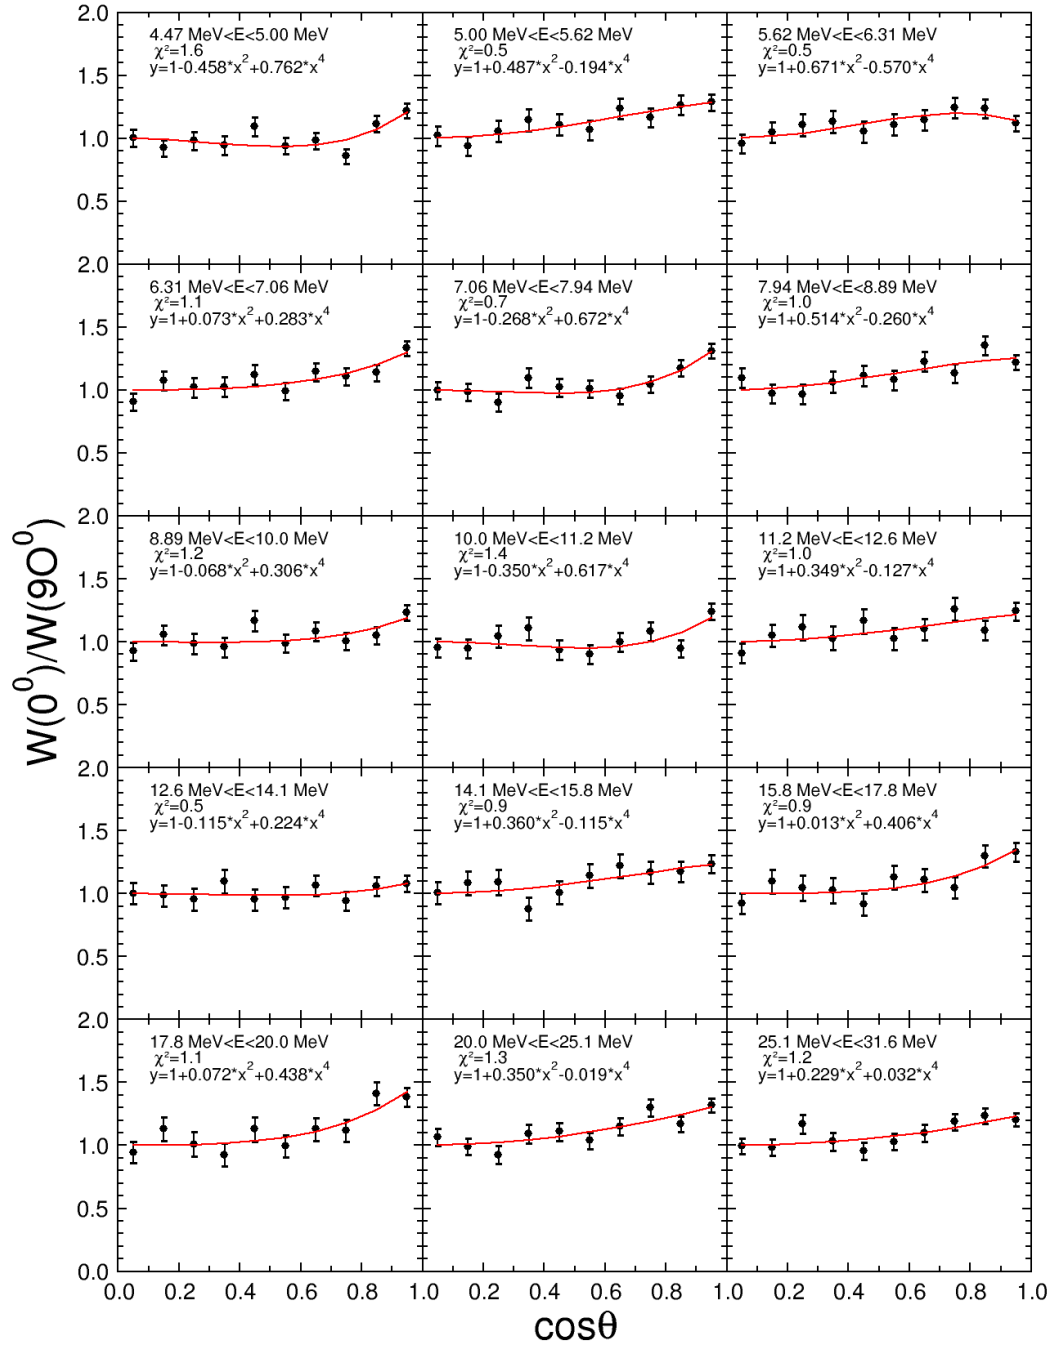 2.0
1.5
1.0
0.5
2.0
1.5
1.0
0.5
2.0
1.5
1.0
0.5
2.0
1.5
1.0
0.5
2.0
1.5
1.0
0.5
0.0
W(0⁰)/W(9O⁰)
4.47 MeV<E<5.00 MeV
χ²=1.6
y=1-0.458*x²+0.762*x⁴
5.00 MeV<E<5.62 MeV
χ²=0.5
y=1+0.487*x²-0.194*x⁴
5.62 MeV<E<6.31 MeV
χ²=0.5
y=1+0.671*x²-0.570*x⁴
6.31 MeV<E<7.06 MeV
χ²=1.1
y=1+0.073*x²+0.283*x⁴
7.06 MeV<E<7.94 MeV
χ²=0.7
y=1-0.268*x²+0.672*x⁴
7.94 MeV<E<8.89 MeV
χ²=1.0
y=1+0.514*x²-0.260*x⁴
8.89 MeV<E<10.0 MeV
χ²=1.2
y=1-0.068*x²+0.306*x⁴
10.0 MeV<E<11.2 MeV
χ²=1.4
y=1-0.350*x²+0.617*x⁴
11.2 MeV<E<12.6 MeV
χ²=1.0
y=1+0.349*x²-0.127*x⁴
12.6 MeV<E<14.1 MeV
χ²=0.5
y=1-0.115*x²+0.224*x⁴
14.1 MeV<E<15.8 MeV
χ²=0.9
y=1+0.360*x²-0.115*x⁴
15.8 MeV<E<17.8 MeV
χ²=0.9
y=1+0.013*x²+0.406*x⁴
17.8 MeV<E<20.0 MeV
χ²=1.1
y=1+0.072*x²+0.438*x⁴
20.0 MeV<E<25.1 MeV
χ²=1.3
y=1+0.350*x²-0.019*x⁴
25.1 MeV<E<31.6 MeV
χ²=1.2
y=1+0.229*x²+0.032*x⁴
0.0 0.2 0.4 0.6 0.8 1.0 0.2 0.4 0.6 0.8 1.0 0.2 0.4 0.6 0.8 1.0
cosθ